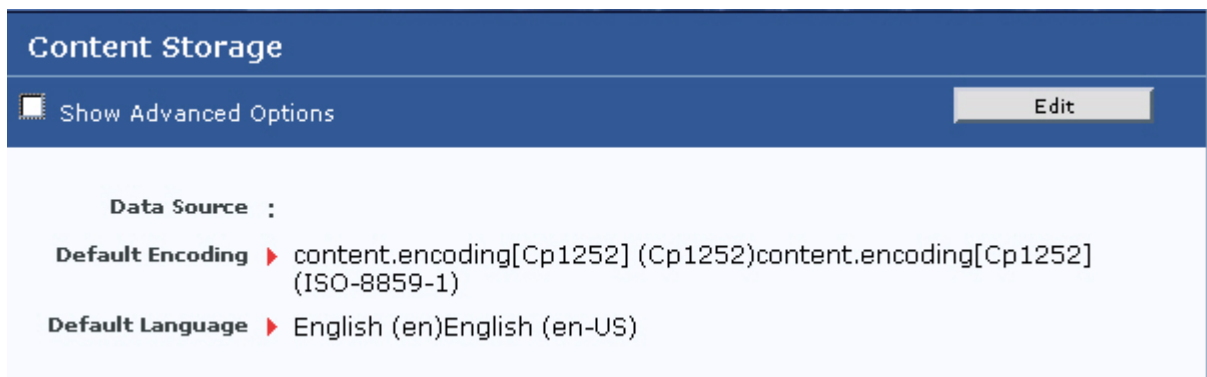 Content Storage
Show Advanced Options Edit
Data Source :
Default Encoding content.encoding[Cp1252] (Cp1252)content.encoding[Cp1252]
(ISO-8859-1)
Default Language English (en)English (en-US)